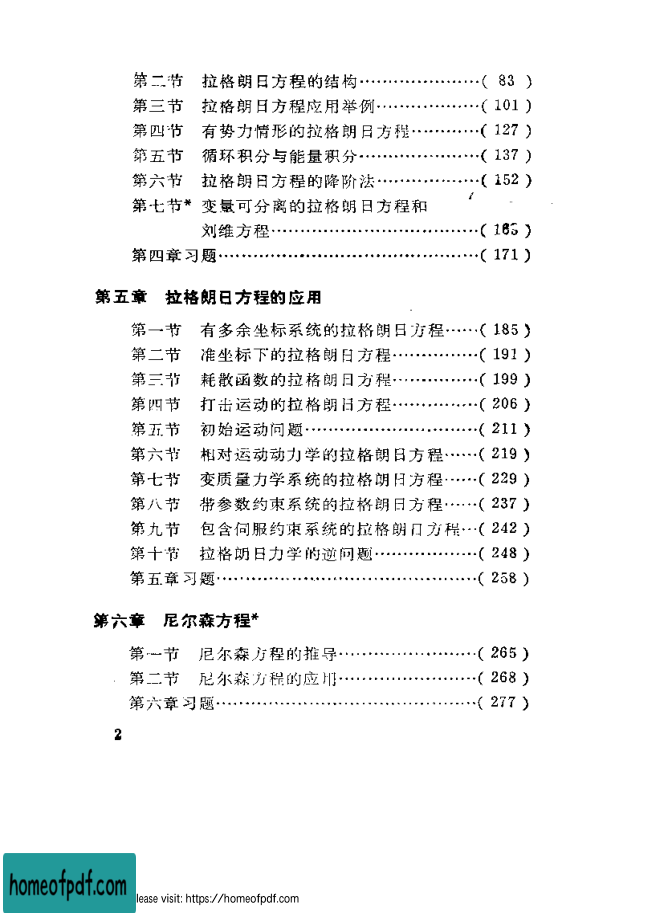 第二节 拉格朗日方程的结构…………………( 83 )
第三节 拉格朗日方程应用举例………………( 101 )
第四节 有势力情形的拉格朗日方程…………( 127 )
第五节 循环积分与能量积分…………………( 137 )
第六节 拉格朗日方程的降阶法………………( 152 )
第七节* 变量可分离的拉格朗日方程和
刘维方程………………………………( 165 )
第四章习题………………………………………( 171 )
第五章 拉格朗日方程的应用
第一节 有多余坐标系统的拉格朗日方程……( 185 )
第二节 准坐标下的拉格朗日方程……………( 191 )
第三节 耗散函数的拉格朗日方程……………( 199 )
第四节 打击运动的拉格朗日方程……………( 206 )
第五节 初始运动问题…………………………( 211 )
第六节 相对运动动力学的拉格朗日方程……( 219 )
第七节 变质量力学系统的拉格朗日方程……( 229 )
第八节 带参数约束系统的拉格朗日方程……( 237 )
第九节 包含伺服约束系统的拉格朗日方程…( 242 )
第十节 拉格朗日力学的逆问题………………( 248 )
第五章习题………………………………………( 258 )
第六章 尼尔森方程*
第一节 尼尔森方程的推导……………………( 265 )
第二节 尼尔森方程的应用……………………( 268 )
第六章习题………………………………………( 277 )
2
homeofpdf.com lease visit: https://homeofpdf.com